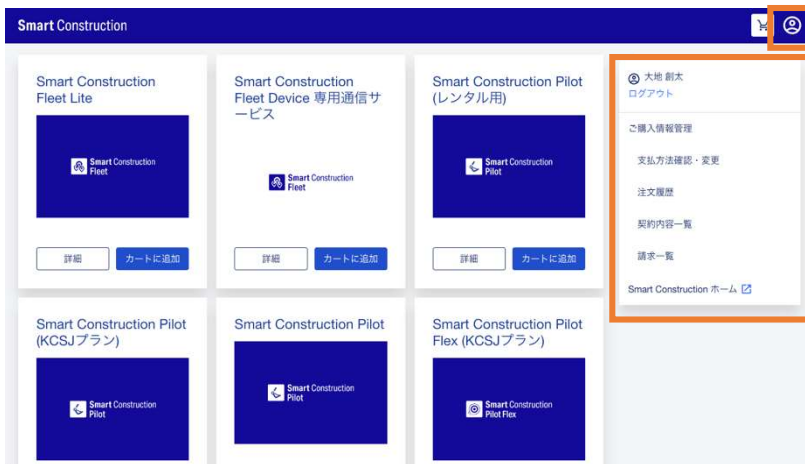 Smart Construction
Smart Construction
Fleet Lite
Smart Construction
Fleet
詳細
カートに追加
Smart Construction
Fleet Device 専用通信サ
ービス
Smart Construction
Fleet
詳細
カートに追加
Smart Construction Pilot
(レンタル用)
Smart Construction
Pilot
詳細
カートに追加
大地 創太
ログアウト
ご購入情報管理
支払方法確認・変更
注文履歴
契約内容一覧
請求一覧
Smart Construction ホーム
Smart Construction Pilot
(KCSJプラン)
Smart Construction
Pilot
Smart Construction Pilot
Smart Construction
Pilot
Smart Construction Pilot
Flex (KCSJプラン)
Smart Construction
Pilot Flex